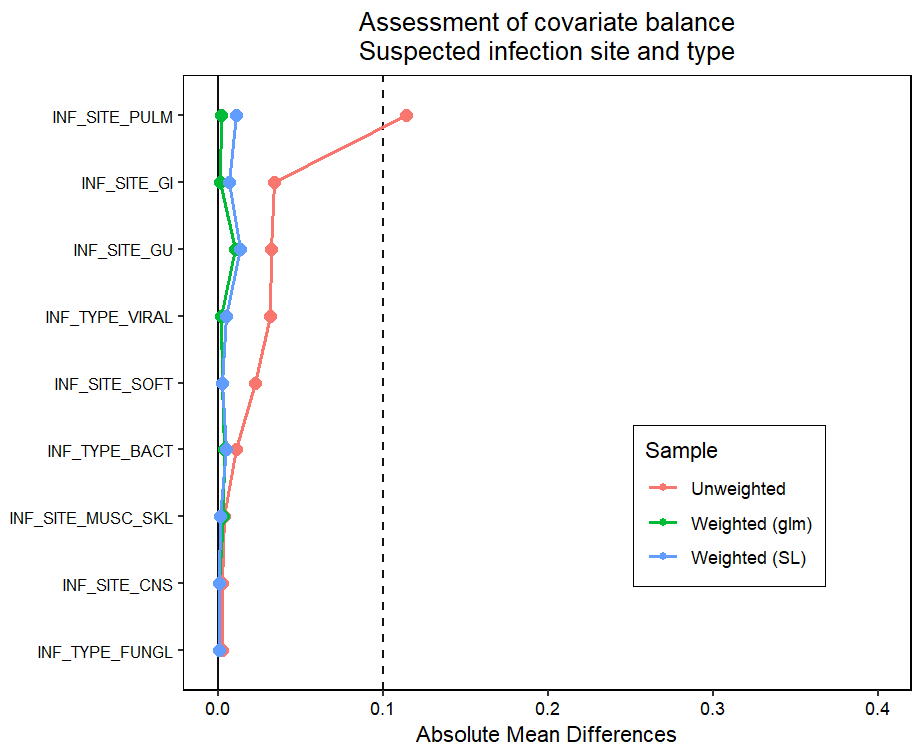 Assessment of covariate balance
Suspected infection site and type
INF_SITE_PULM
INF_SITE_GI
INF_SITE_GU
INF_TYPE_VIRAL
INF_SITE_SOFT
INF_TYPE_BACT
INF_SITE_MUSC_SKL
INF_SITE_CNS
INF_TYPE_FUNGL
Sample
Unweighted
Weighted (glm)
Weighted (SL)
0.0 0.1 0.2 0.3 0.4
Absolute Mean Differences